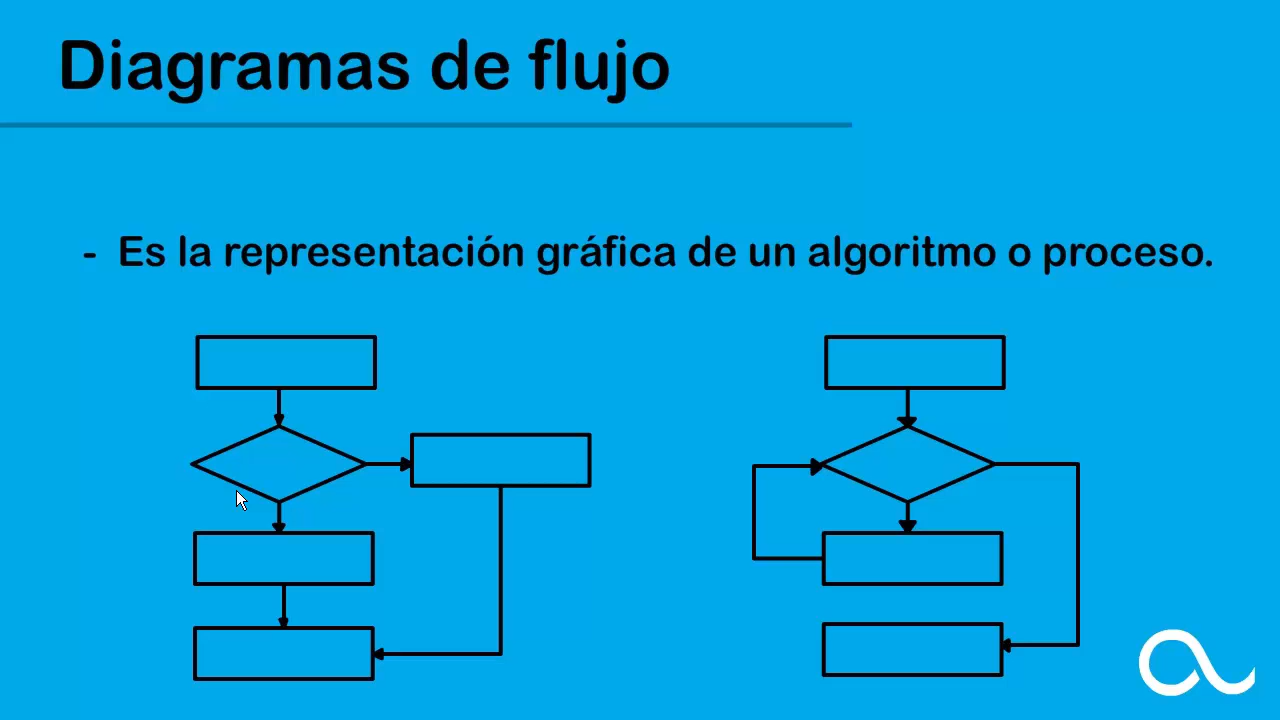 Diagramas de flujo
- Es la representación gráfica de un algoritmo o proceso.